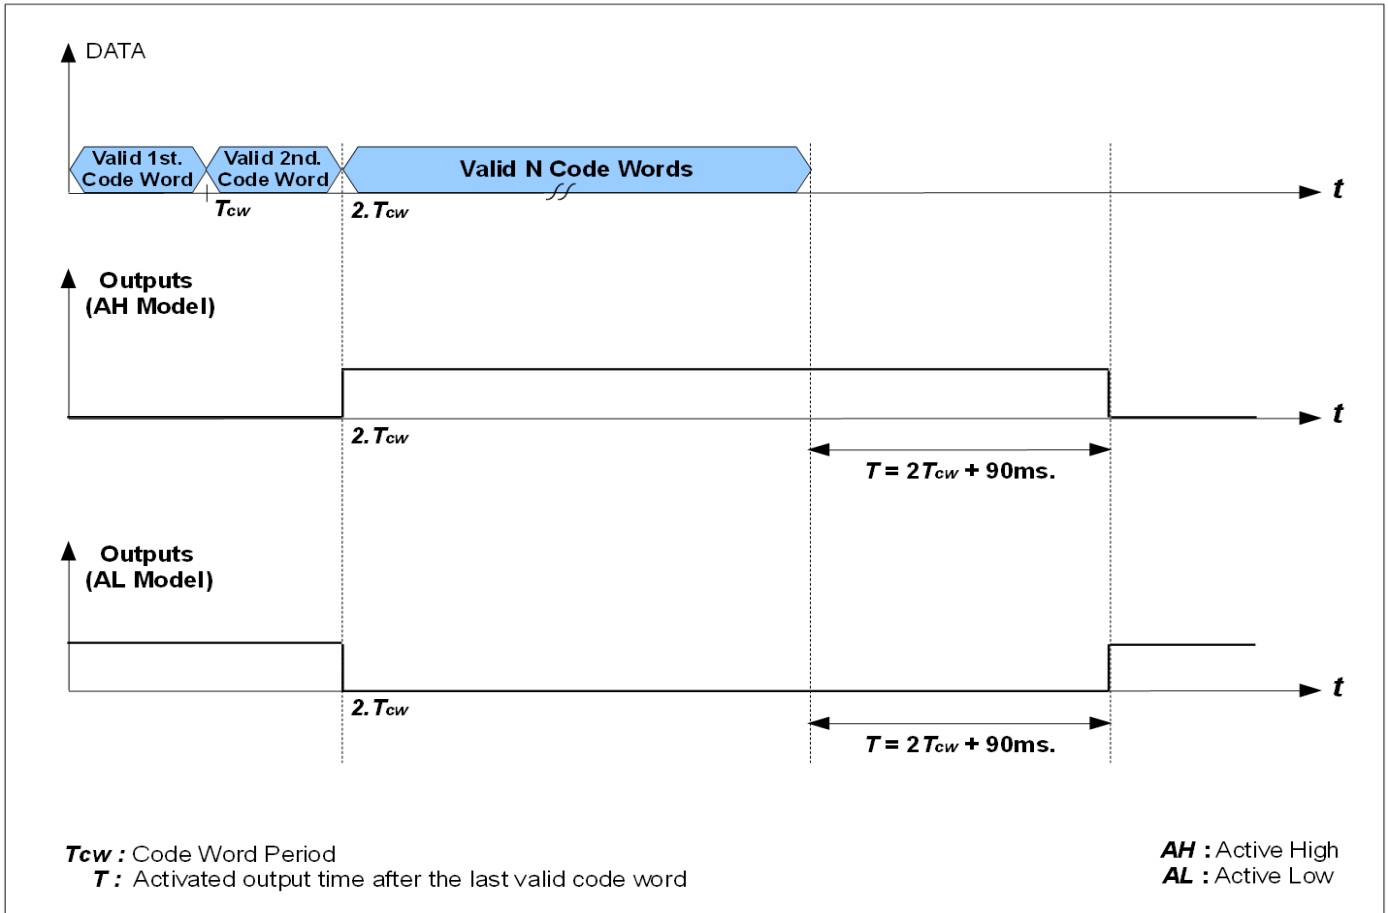 DATA
Valid 1st.
Code Word
Valid 2nd.
Code Word
Valid N Code Words
t
Tcw
2.Tcw
Outputs
(AH Model)
t
2.Tcw
T = 2Tcw + 90ms.
Outputs
(AL Model)
t
2.Tcw
T = 2Tcw + 90ms.
Tcw : Code Word Period
T : Activated output time after the last valid code word
AH : Active High
AL : Active Low